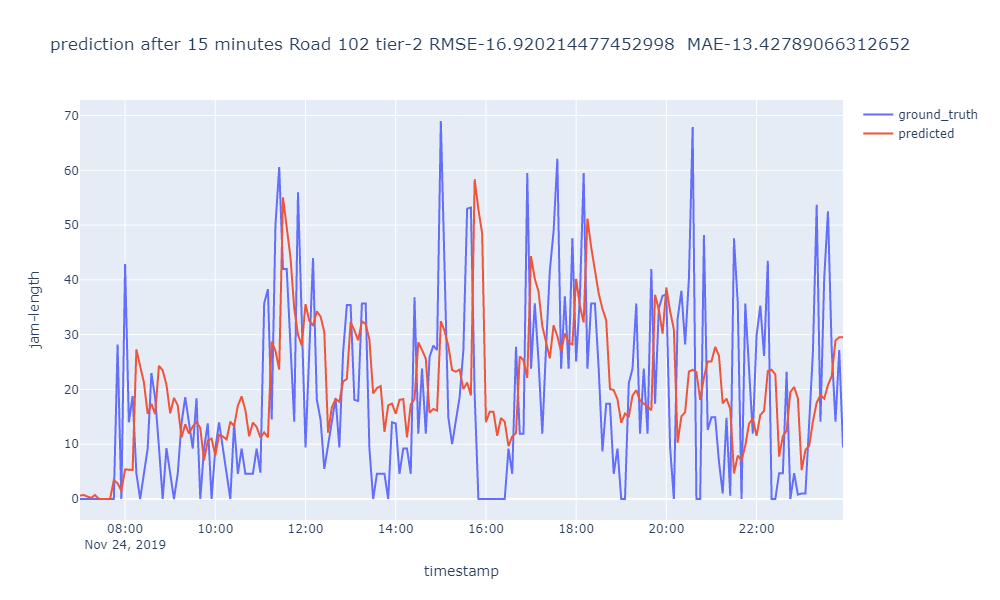 prediction after 15 minutes Road 102 tier-2 RMSE-16.920214477452998  MAE-13.42789066312652
ground_truth
predicted
jam-length
70
60
50
40
30
20
10
0
08:00 10:00 12:00 14:00 16:00 18:00 20:00 22:00
Nov 24, 2019
timestamp